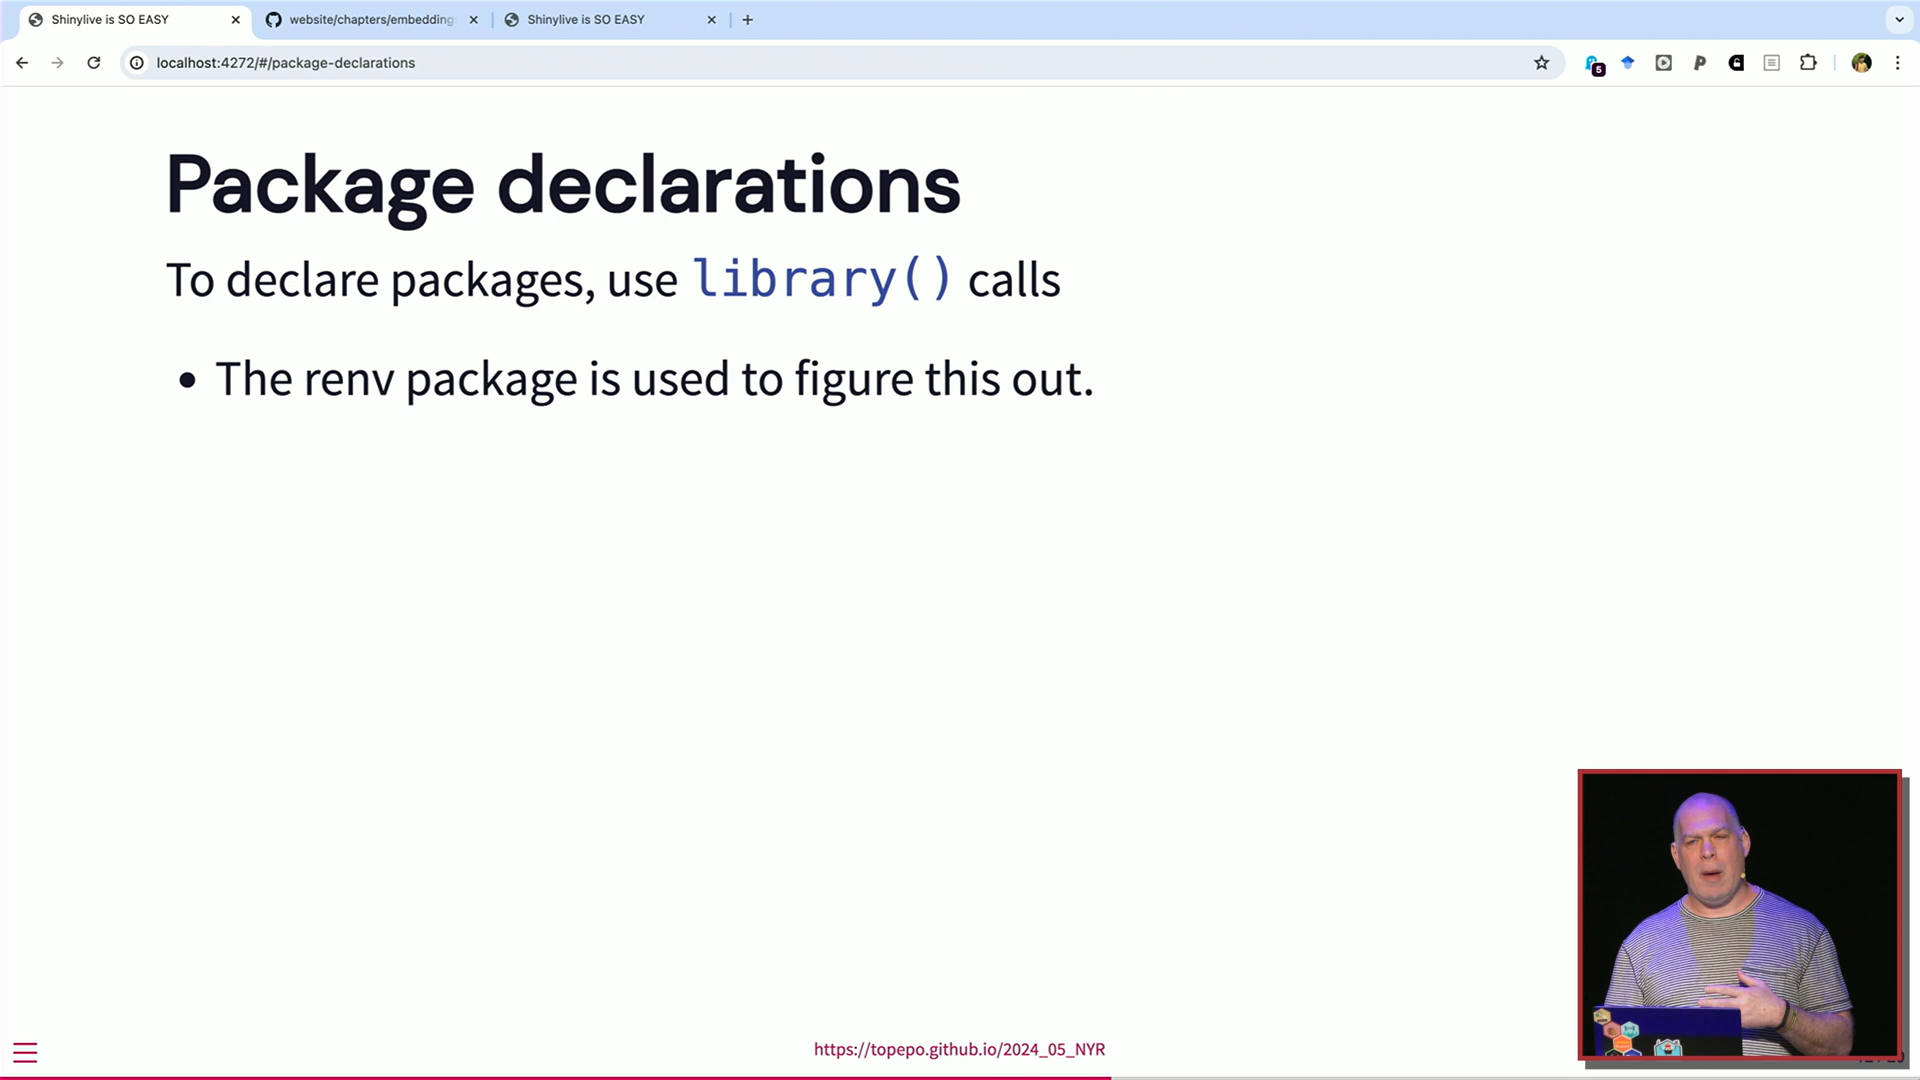 Shinylive is SO EASY
website/chapters/embedding
Shinylive is SO EASY
localhost:4272/#/package-declarations
5
Package declarations
To declare packages, use library() calls
• The renv package is used to figure this out.
https://topepo.github.io/2024_05_NYR